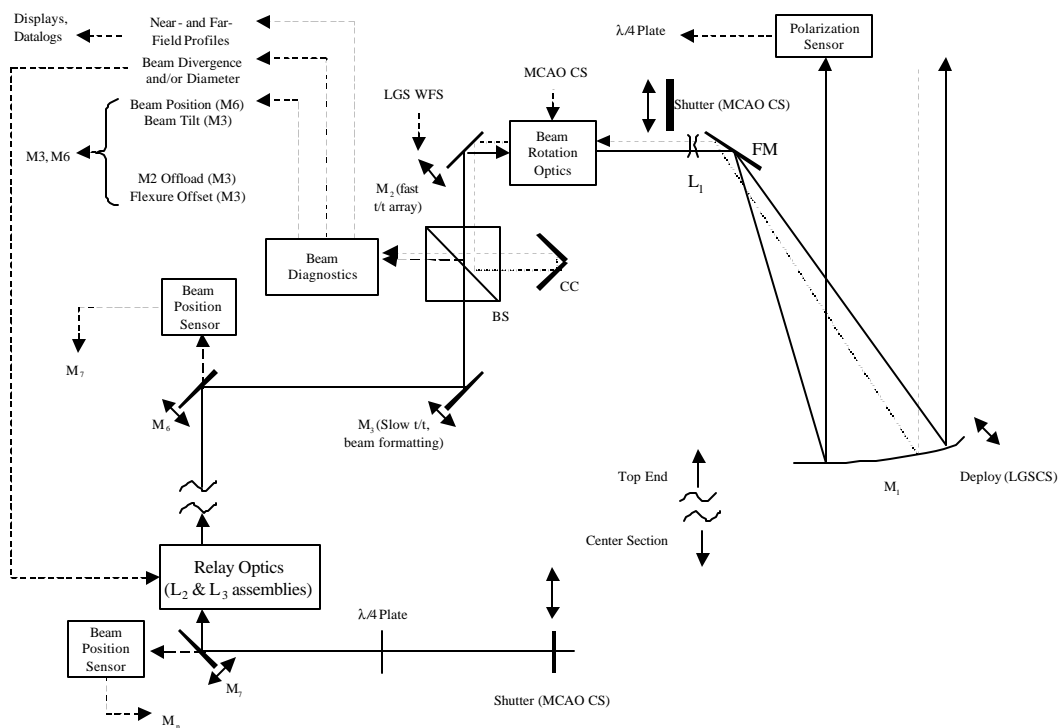 Displays,
Datalogs
Near- and Far-
Field Profiles
Beam Divergence
and/or Diameter
Beam Position (M6)
Beam Tilt (M3)
M3, M6
M2 Offload (M3)
Flexure Offset (M3)
LGS WFS
MCAO CS
λ/4 Plate
Polarization
Sensor
Shutter (MCAO CS)
Beam
Rotation
Optics
FM
L1
M2 (fast
t/t array)
Beam
Diagnostics
CC
BS
Beam
Position
Sensor
M7
M6
M3 (Slow t/t,
beam formatting)
Top End
M1
Deploy (LGSCS)
Center Section
Relay Optics
(L2 & L3 assemblies)
λ/4 Plate
Beam
Position
Sensor
M7
Shutter (MCAO CS)